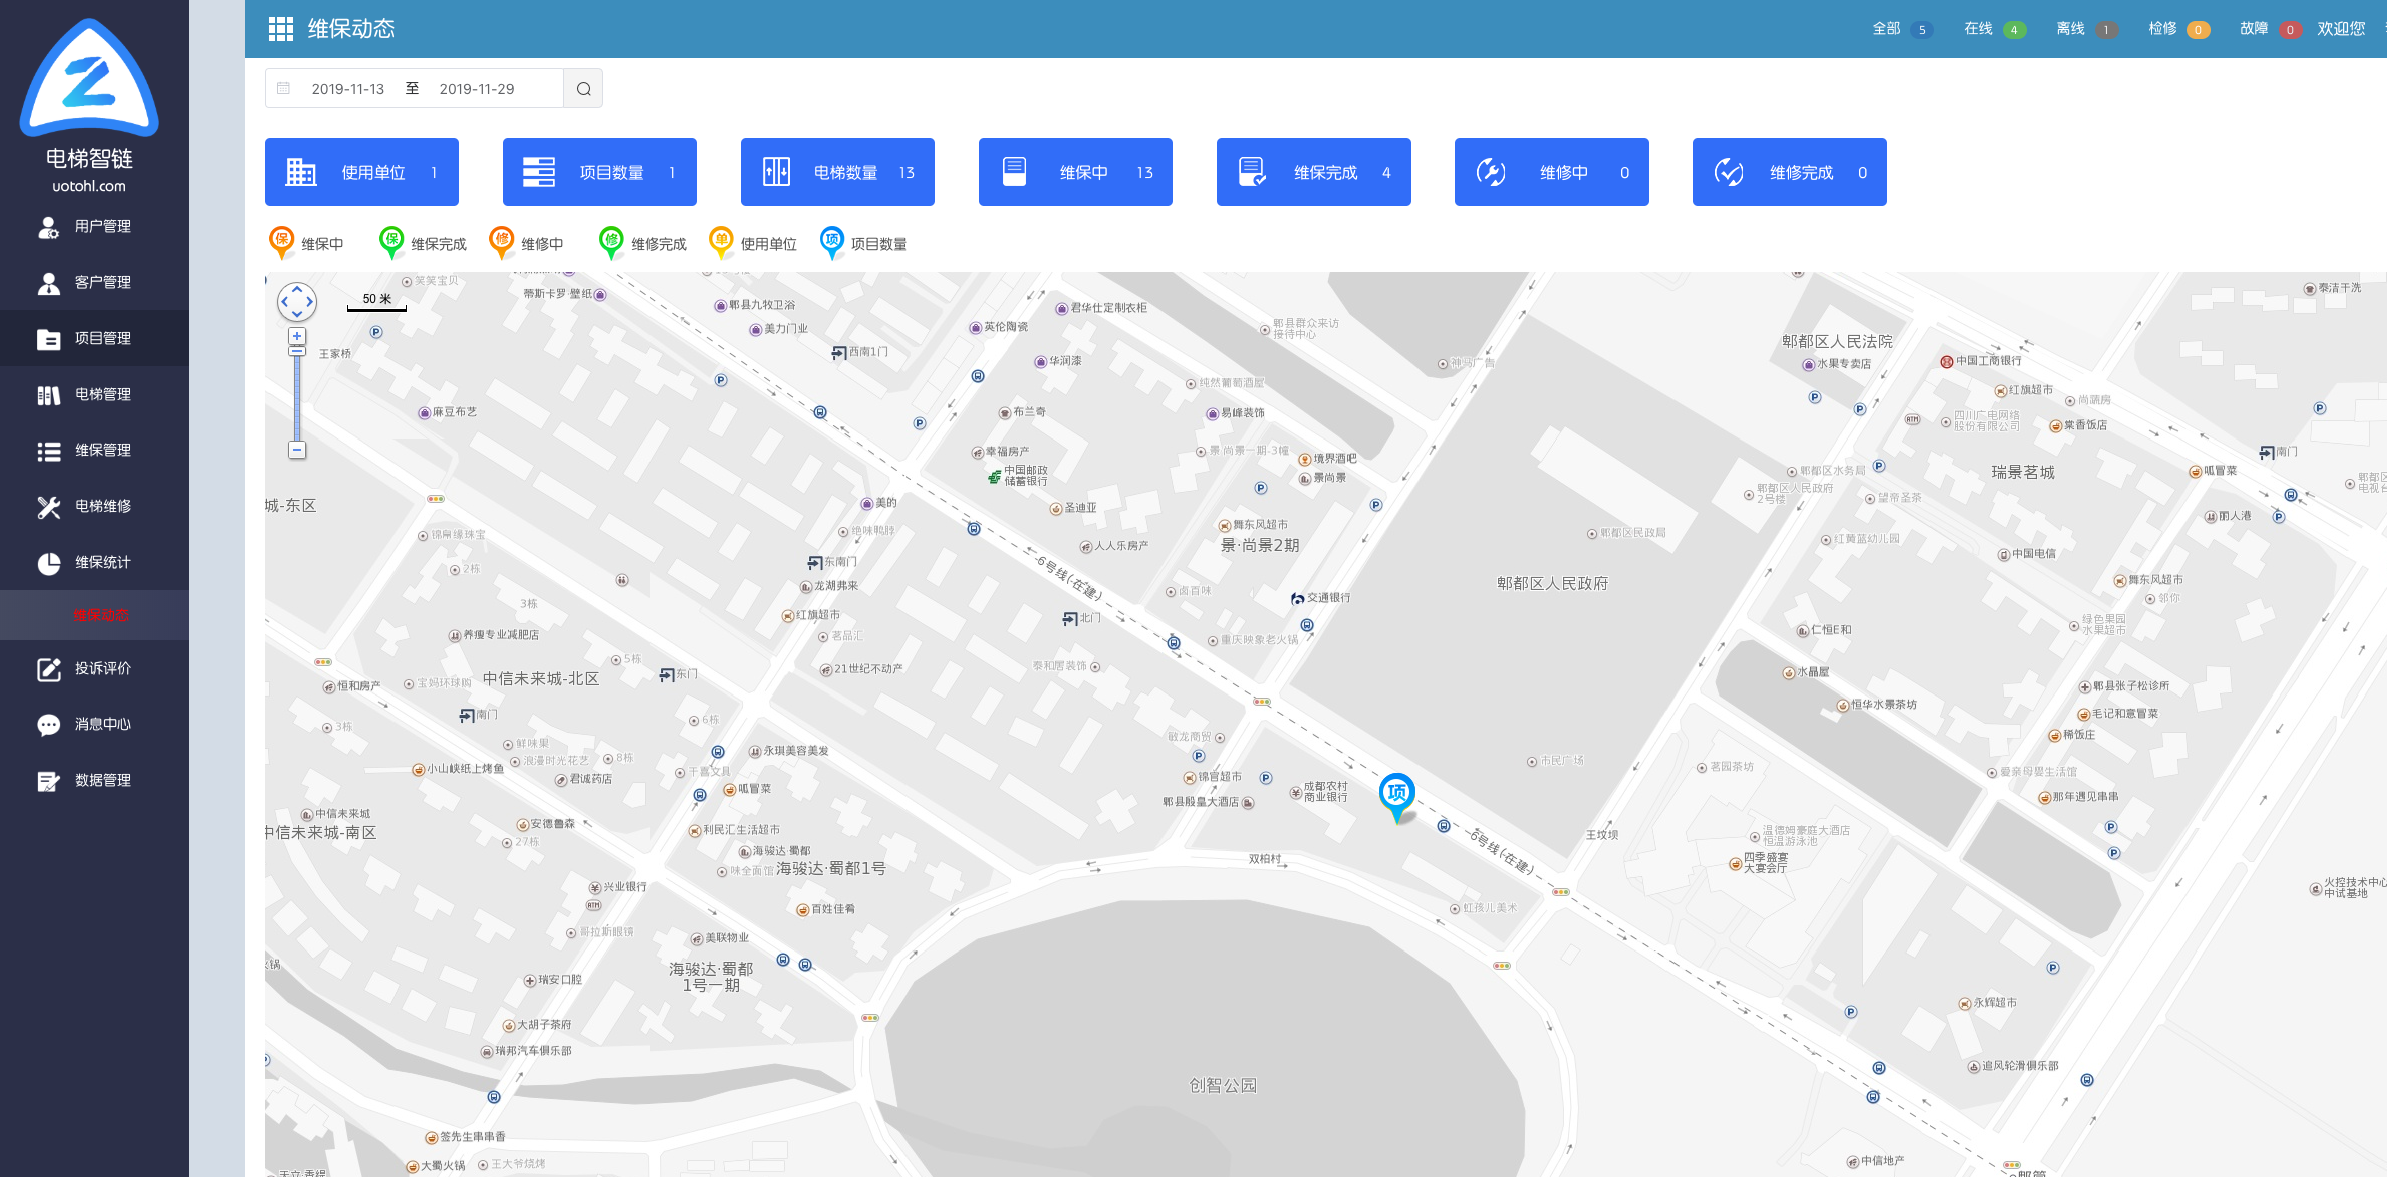 维保动态
全部 5 在线 4 离线 1 检修 0 故障 0 欢迎您
电梯智链
uotohl.com
用户管理
客户管理
项目管理
电梯管理
维保管理
电梯维修
维保统计
维保动态
投诉评价
消息中心
数据管理
2019-11-13 至 2019-11-29
使用单位 1
项目数量 1
电梯数量 13
维保中 13
维保完成 4
维修中 0
维修完成 0
保 维保中 保 维保完成 修 维修中 修 维修完成 单 使用单位 项 项目数量
50 米
笑笑宝贝
蒂斯卡罗·壁纸
郫县九牧卫浴
美力门业
君华仕定制衣柜
英伦陶瓷
郫县群众来访
接待中心
泰洁干洗
王家桥
西南1门
华润漆
神马广告
郫都区人民法院
水果专卖店
中国工商银行
红旗超市
尚蔬房
纯然葡萄酒屋
麻豆布艺
布兰奇
易峰装饰
四川广电网络
股份有限公司
棠香饭店
幸福房产
景尚景一期-3幢
境界酒吧
景尚景
中国邮政
储蓄银行
郫都区水务局
瑞景茗城
呱冒菜
南门
郫都区人民政府
2号楼
望帝圣茶
城-东区
美的
圣迪亚
舞东风超市
景·尚景2期
丽人港
锦帛缘珠宝
绝味鸭脖
人人乐房产
郫都区民政局
红黄蓝幼儿园
中国电信
2栋
东南门
龙湖弗来
6号线(在建)
郫都区人民政府
舞东风超市
邻你
3栋
红旗超市
卤百味
交通银行
北门
养瘦专业减肥店
茗品汇
重庆映象老火锅
仁恒E和
绿色果园
水果超市
5栋
东门
21世纪不动产
泰和居装饰
水晶屋
中信未来城-北区
恒和房产
宝妈环球购
郫县张子松诊所
南门
6栋
恒华水景茶坊
毛记和意冒菜
3栋
鲜味果
浪漫时光花艺
8栋
永琪美容美发
敏龙商贸
稀饭庄
小山峡纸上烤鱼
君诚药店
千喜文具
呱冒菜
锦官超市
市民广场
茗园茶坊
爱亲母婴生活馆
成都农村
商业银行
郫县殷皇大酒店
项
那年遇见串串
中信未来城
中信未来城-南区
安德鲁森
27栋
利民汇生活超市
海骏达·蜀都
海骏达·蜀都1号
味全面馆
双柏村
6号线(在建)
王坟坝
温德姆豪庭大酒店
恒温游泳池
四季盛宴
大宴会厅
兴业银行
ATM
百姓佳肴
虹孩儿美术
火控技术中心
中试基地
哥拉斯眼镜
美联物业
火锅
瑞安口腔
海骏达·蜀都
1号一期
永辉超市
大胡子茶府
瑞邦汽车俱乐部
追风轮滑俱乐部
创智公园
签先生串串香
大蜀火锅
王大爷烧烤
中信地产